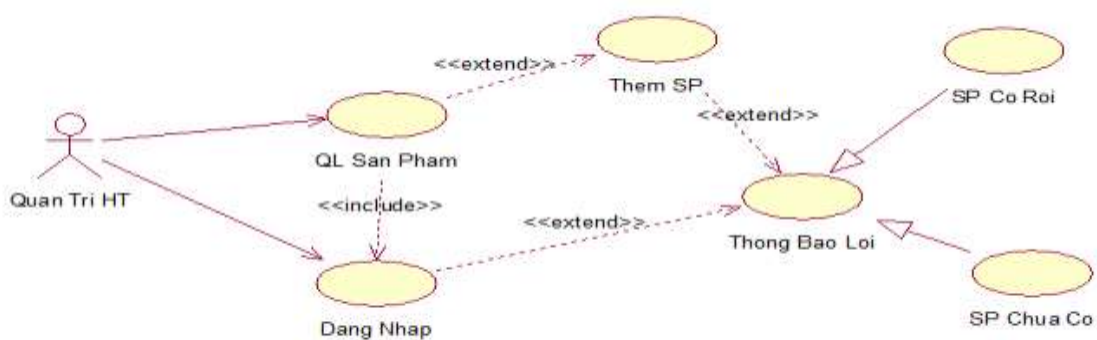 <<extend>>
Them SP
SP Co Roi
<<extend>>
QL San Pham
Quan Tri HT
<<include>>
<<extend>>
Thong Bao Loi
Dang Nhap
SP Chua Co